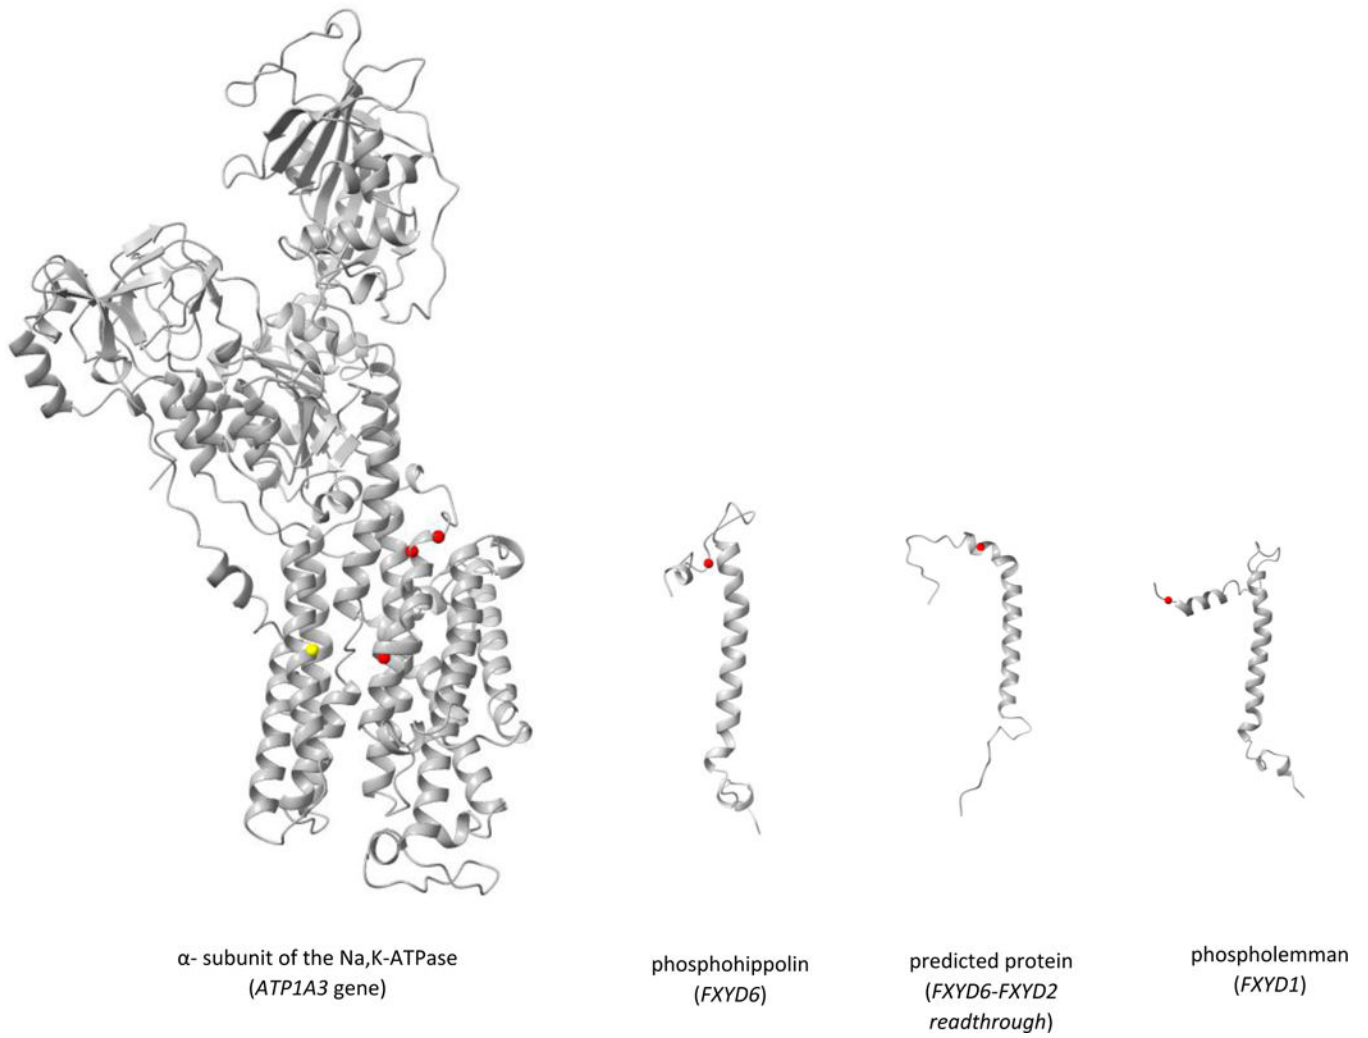 α- subunit of the Na,K-ATPase
(ATP1A3 gene)
phosphohippolin
(FXYD6)
predicted protein
(FXYD6-FXYD2
readthrough)
phospholemman
(FXYD1)